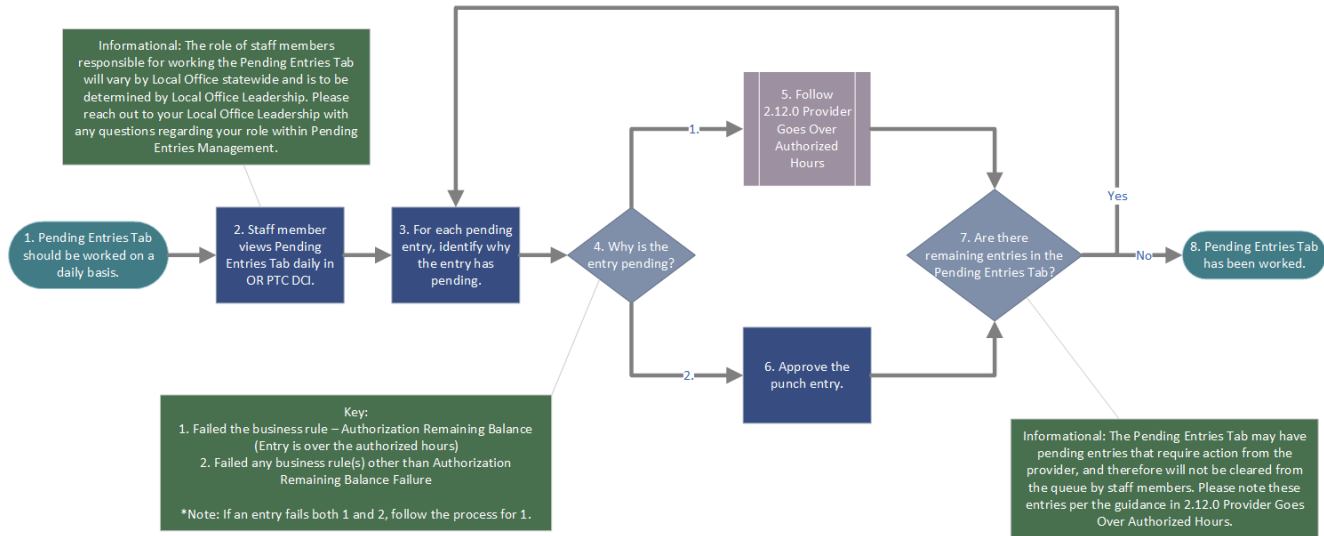 Informational: The role of staff members
responsible for working the Pending Entries Tab
will vary by Local Office statewide and is to be
determined by Local Office Leadership. Please
reach out to your Local Office Leadership with
any questions regarding your role within Pending
Entries Management.
1. Pending Entries Tab
should be worked on a
daily basis.
2. Staff member
views Pending
Entries Tab daily in
OR PTC DCI.
3. For each pending
entry, identify why
the entry has
pending.
4. Why is the
entry pending?
1.
5. Follow
2.12.0 Provider
Goes Over
Authorized
Hours
2.
6. Approve the
punch entry.
7. Are there
remaining entries in the
Pending Entries Tab?
Yes
No
8. Pending Entries Tab
has been worked.
Key:
1. Failed the business rule – Authorization Remaining Balance
(Entry is over the authorized hours)
2. Failed any business rule(s) other than Authorization
Remaining Balance Failure
*Note: If an entry fails both 1 and 2, follow the process for 1.
Informational: The Pending Entries Tab may have
pending entries that require action from the
provider, and therefore will not be cleared from
the queue by staff members. Please note these
entries per the guidance in 2.12.0 Provider Goes
Over Authorized Hours.